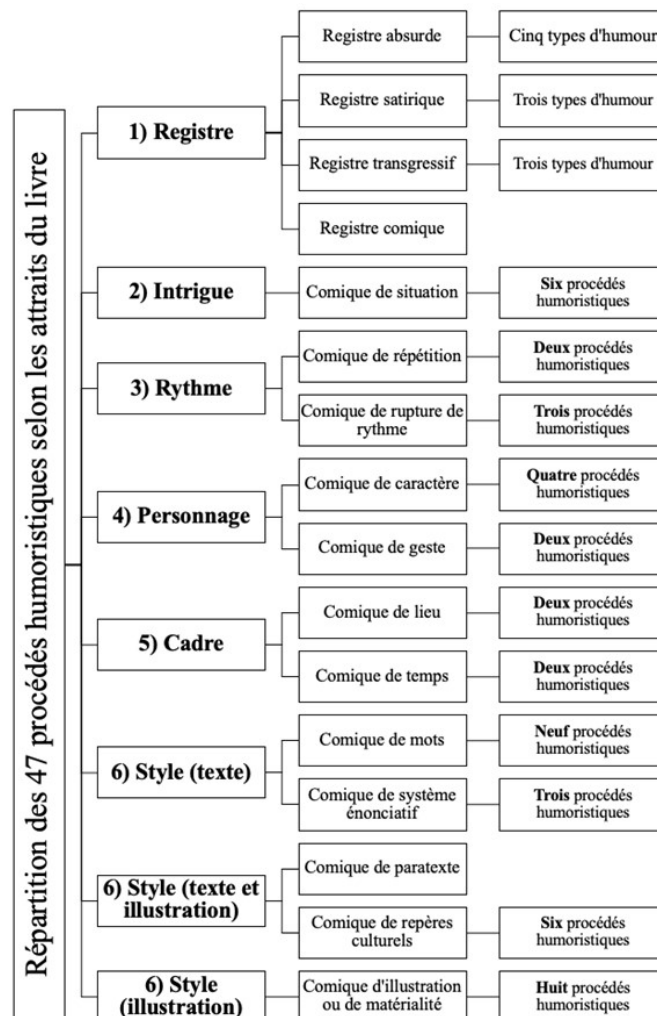 Répartition des 47 procédés humoristiques selon les attraits du livre
1) Registre
Registre absurde
Cinq types d'humour
Registre satirique
Trois types d'humour
Registre transgressif
Trois types d'humour
Registre comique
2) Intrigue
Comique de situation
Six procédés
humoristiques
3) Rythme
Comique de répétition
Deux procédés
humoristiques
Comique de rupture de
rythme
Trois procédés
humoristiques
4) Personnage
Comique de caractère
Quatre procédés
humoristiques
Comique de geste
Deux procédés
humoristiques
5) Cadre
Comique de lieu
Deux procédés
humoristiques
Comique de temps
Deux procédés
humoristiques
6) Style (texte)
Comique de mots
Neuf procédés
humoristiques
Comique de système
énonciatif
Trois procédés
humoristiques
6) Style (texte et
illustration)
Comique de paratexte
Comique de repères
culturels
Six procédés
humoristiques
6) Style
(illustration)
Comique d'illustration
ou de matérialité
Huit procédés
humoristiques